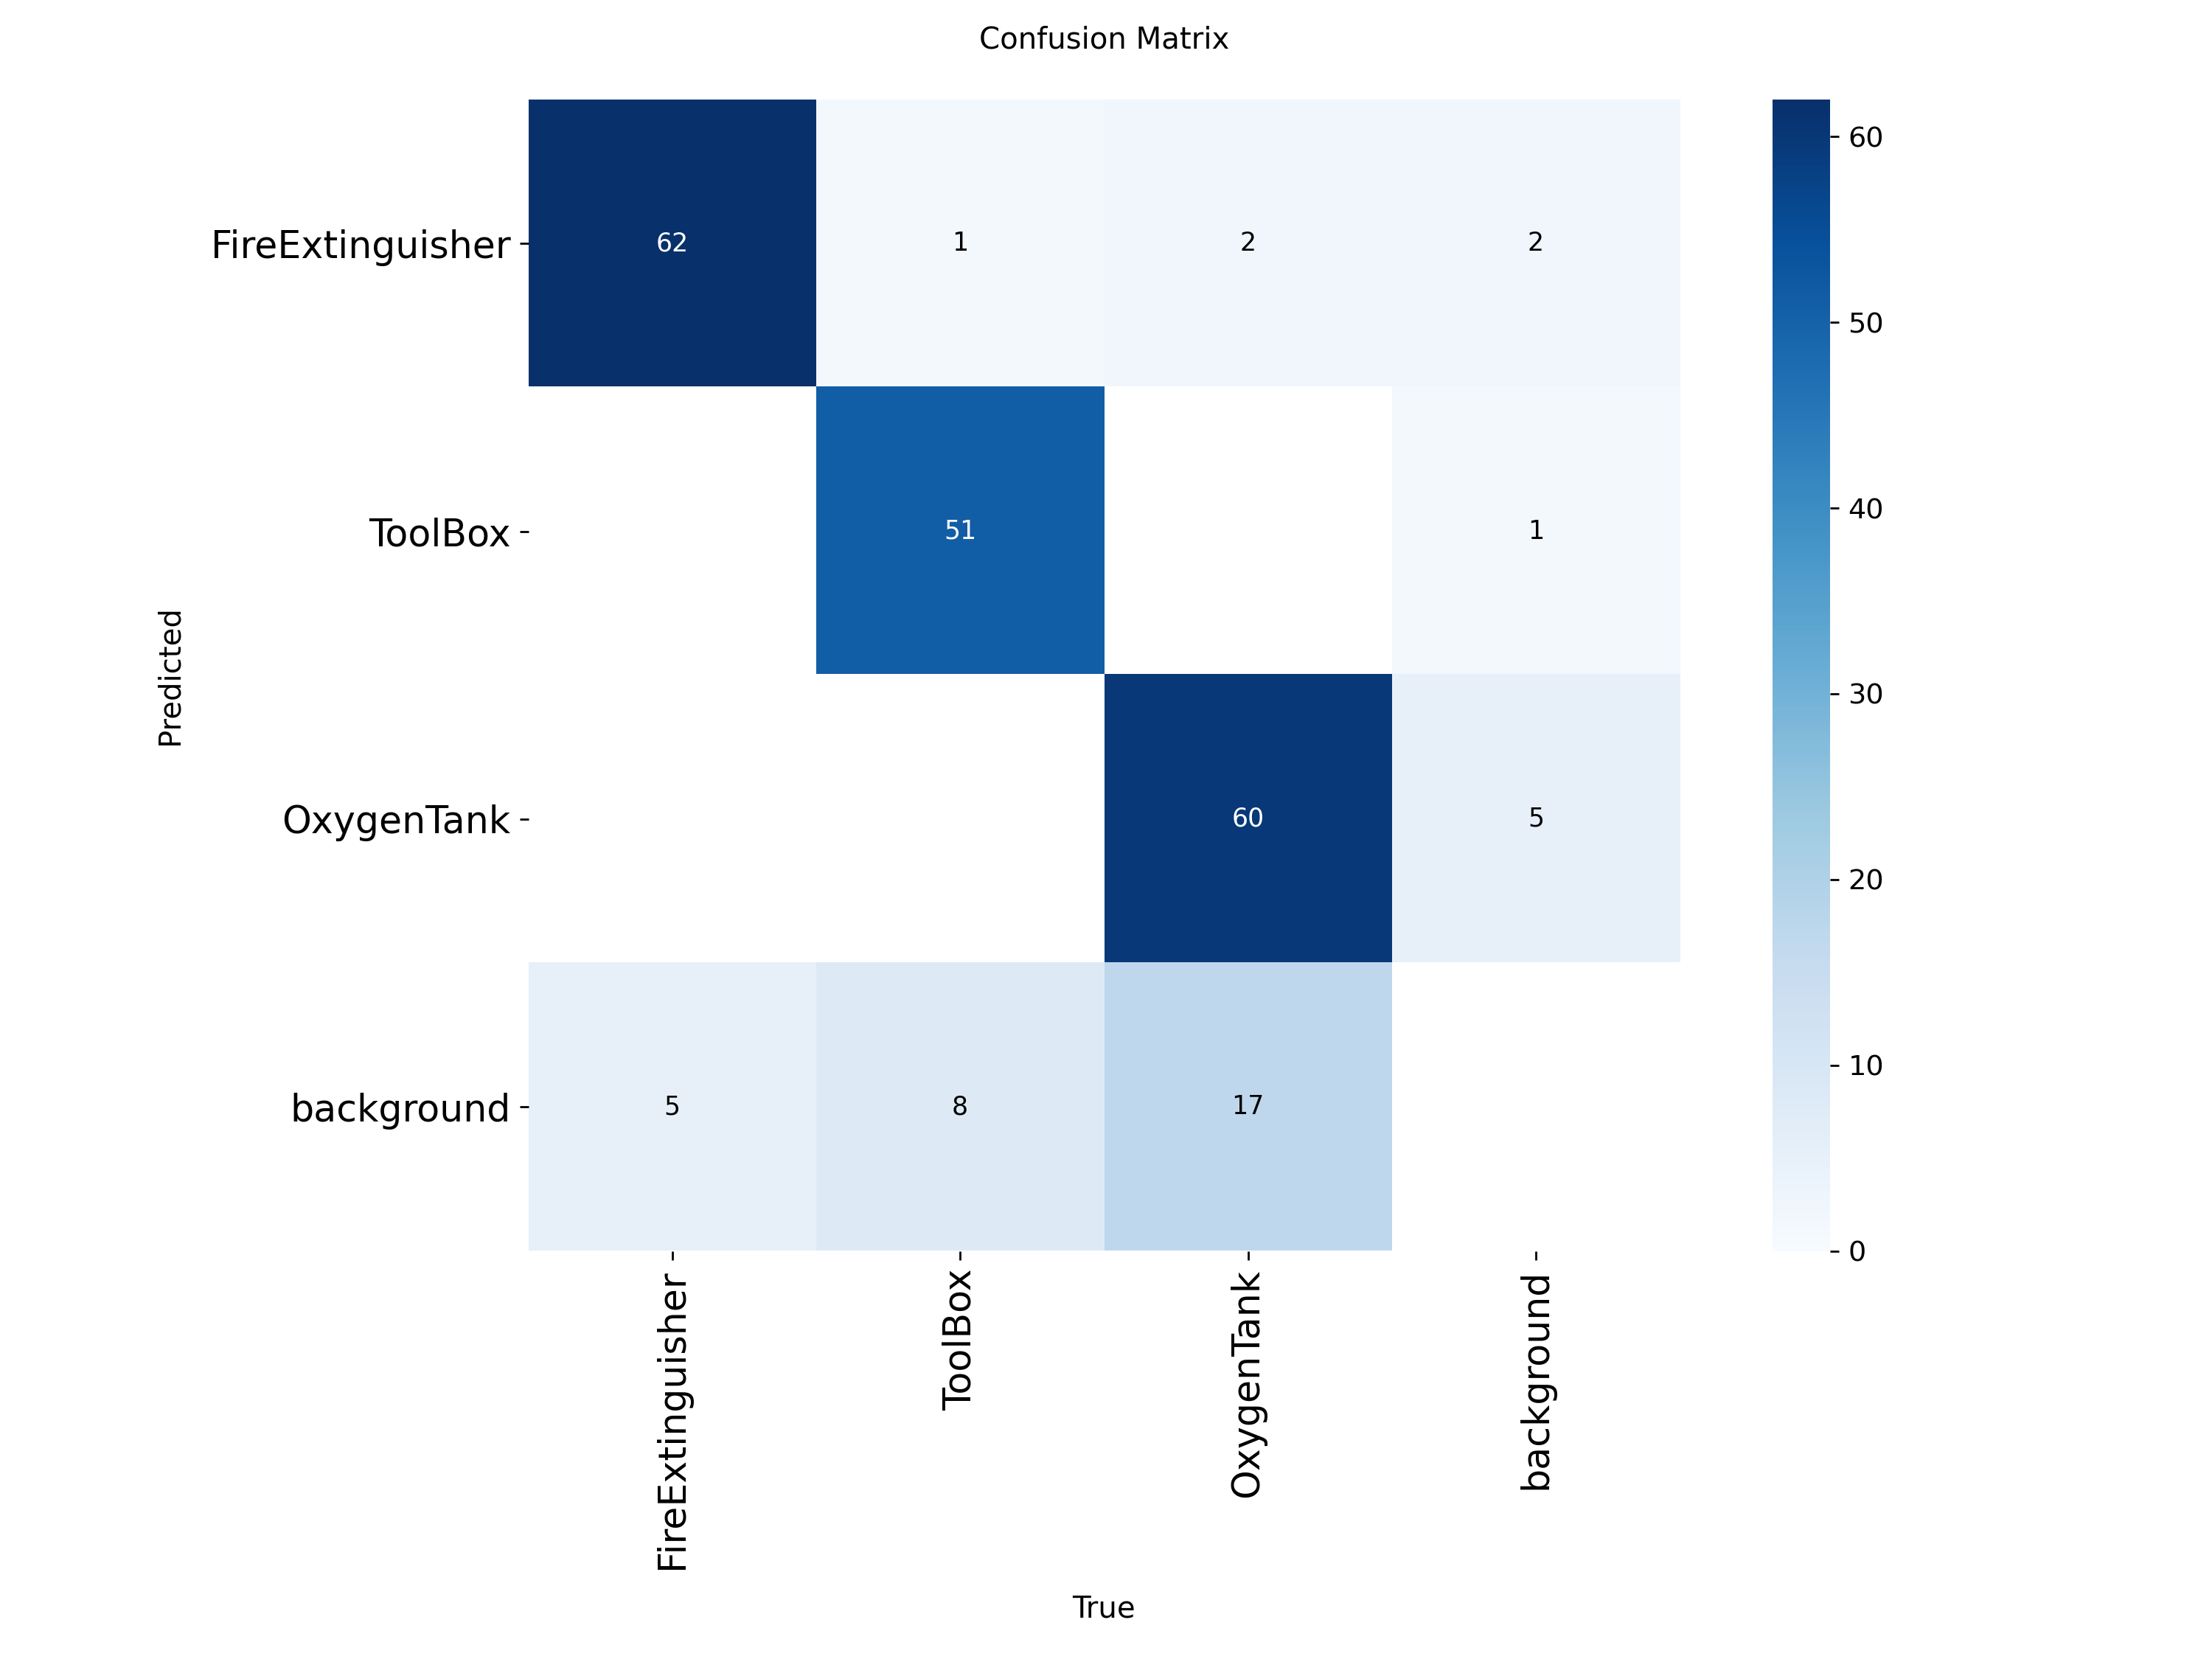 Confusion Matrix
FireExtinguisher
62
1
2
2
ToolBox
51
1
OxygenTank
60
5
background
5
8
17
Predicted
FireExtinguisher
ToolBox
OxygenTank
background
True
60
50
40
30
20
10
0